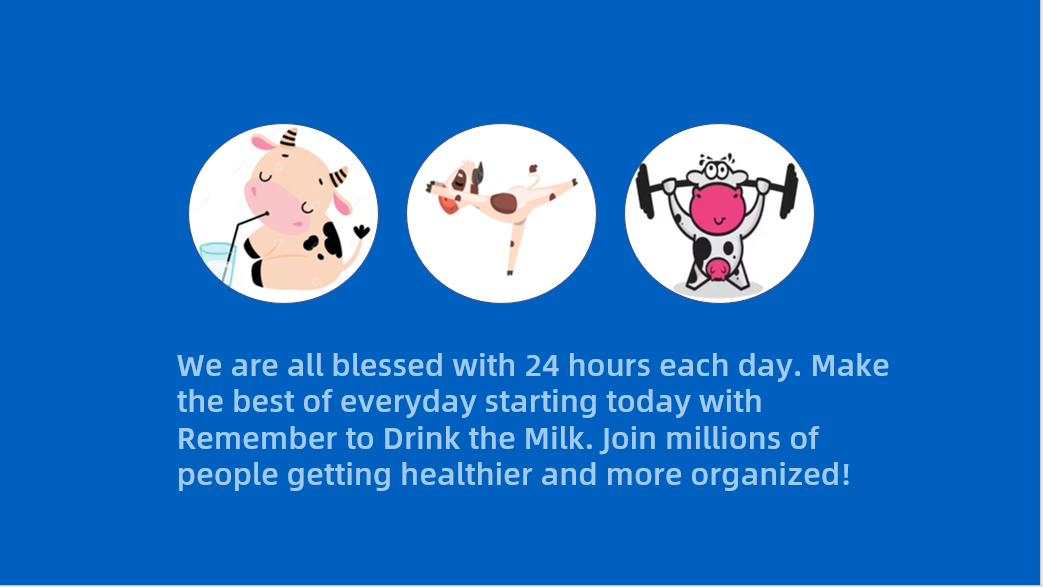 We are all blessed with 24 hours each day. Make
the best of everyday starting today with
Remember to Drink the Milk. Join millions of
people getting healthier and more organized!